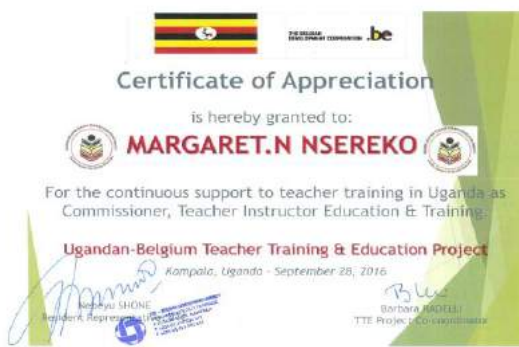 THE BELGIAN
DEVELOPMENT COOPERATION .be
Certificate of Appreciation
is hereby granted to:
MARGARET.N NSEREKO
For the continuous support to teacher training in Uganda as
Commissioner, Teacher Instructor Education & Training.
Ugandan-Belgium Teacher Training & Education Project
Kampala, Uganda - September 28, 2016
SHONE
Barbara
Resident Representative
TTE Project Co-coordinator